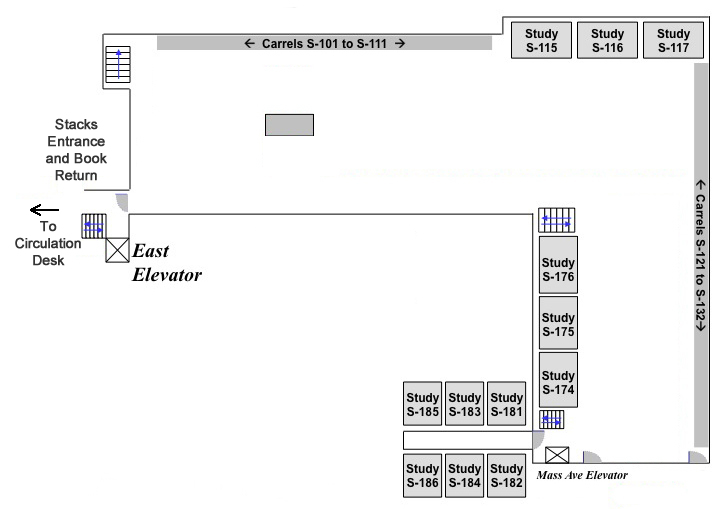 ← Carrels S-101 to S-111 →
Study
S-115
Study
S-116
Study
S-117
Stacks
Entrance
and Book
Return
← Carrels S-121 to S-132→
To
Circulation
Desk
East
Elevator
Study
S-176
Study
S-175
Study
S-174
Study
S-185
Study
S-183
Study
S-181
Study
S-186
Study
S-184
Study
S-182
Mass Ave Elevator